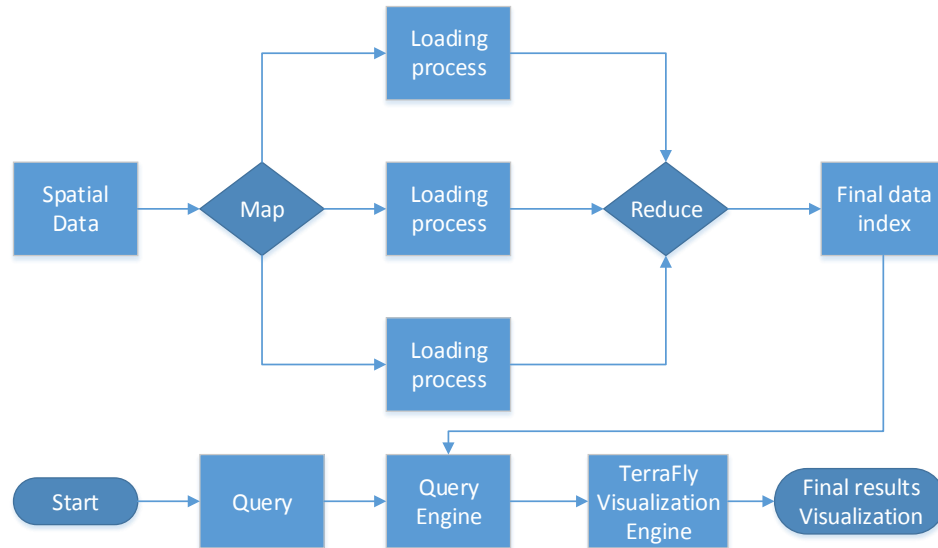 Loading
process
Spatial
Data
Map
Loading
process
Reduce
Final data
index
Loading
process
Start
Query
Query
Engine
TerraFly
Visualization
Engine
Final results
Visualization